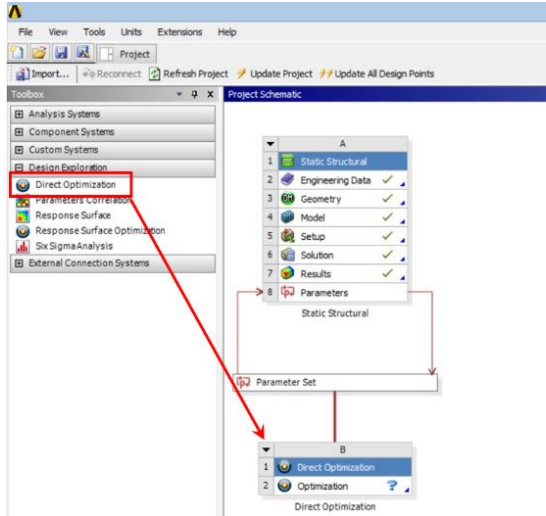 File View Tools Units Extensions Help
Project
Import... Reconnect Refresh Project Update Project Update All Design Points
Toolbox
Analysis Systems
Component Systems
Custom Systems
Design Exploration
Direct Optimization
Parameters Correlation
Response Surface
Response Surface Optimization
Six Sigma Analysis
External Connection Systems
Project Schematic
A
1 Static Structural
2 Engineering Data
3 Geometry
4 Model
5 Setup
6 Solution
7 Results
8 Parameters
Static Structural
Parameter Set
B
1 Direct Optimization
2 Optimization ?
Direct Optimization